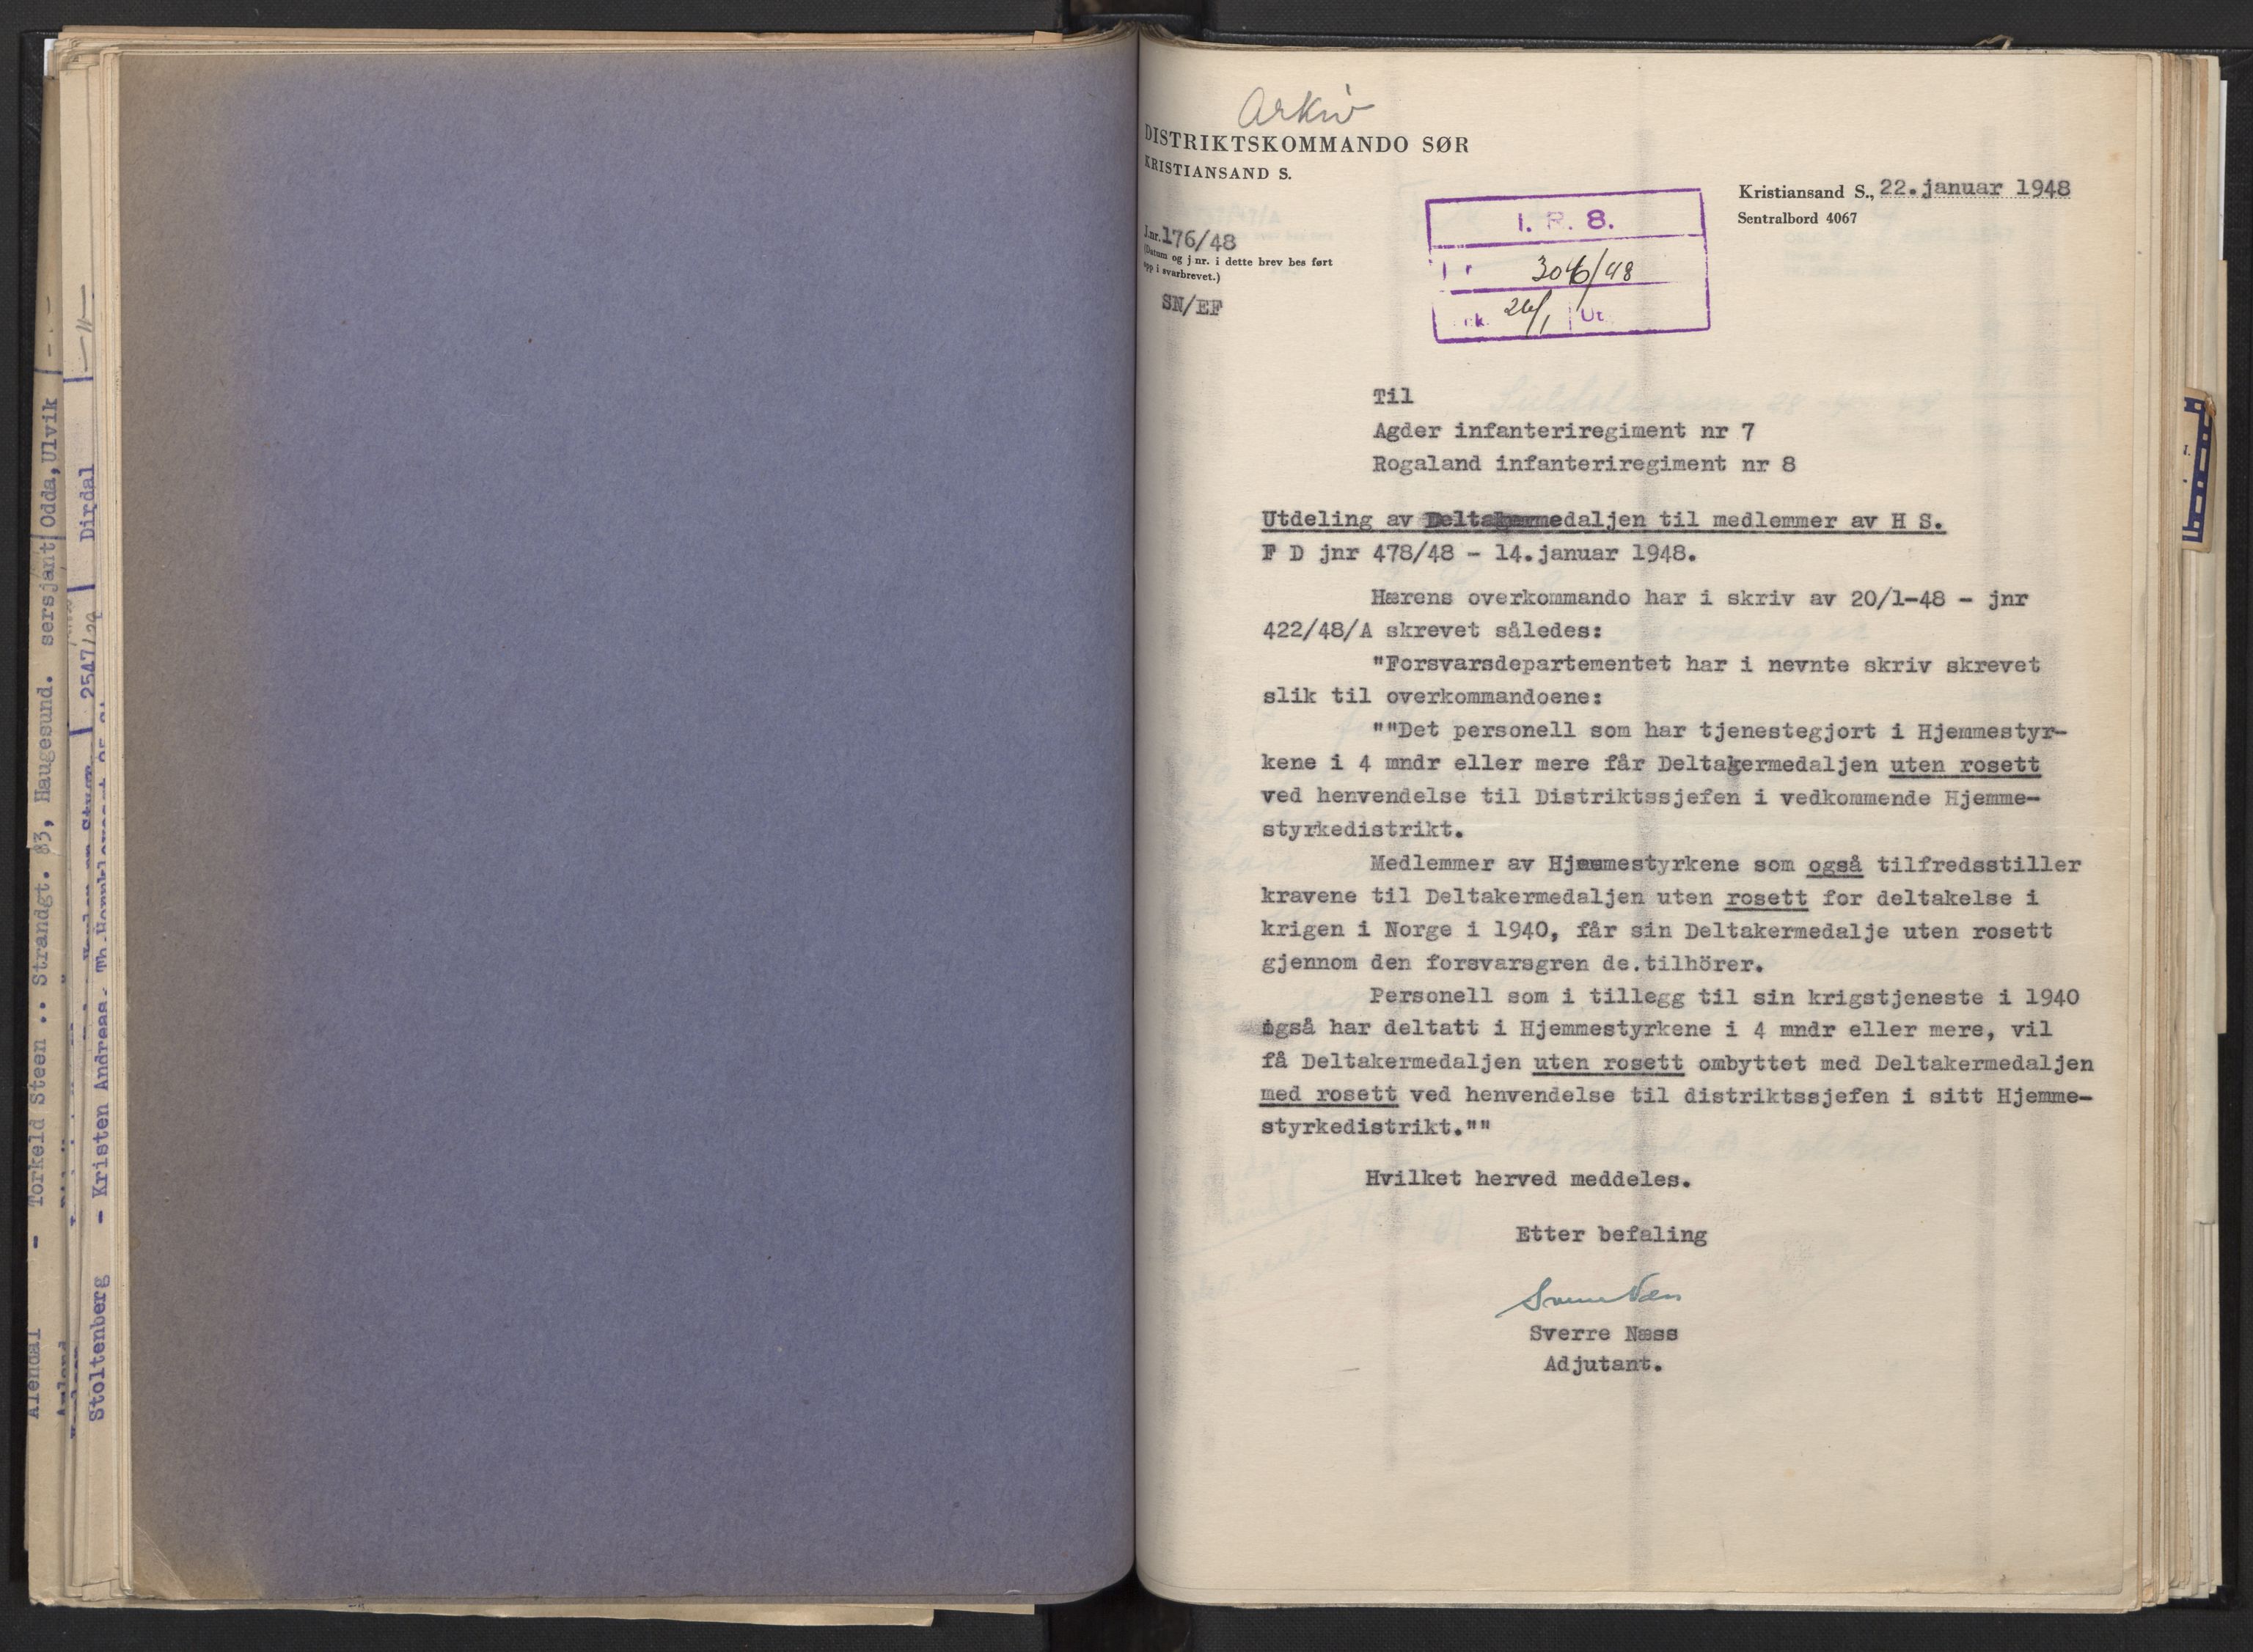 Arkiv
DISTRIKTSKOMMANDO SØR
KRISTIANSAND S.
Kristiansand S., 22.januar 1948
Sentralbord 4067
I. R. 8.
J.nr. 176/48
(Datum og j nr. i dette brev bes ført
opp i svarbrevet.)
SN/EF
306/48
26/1 Ut
Til
Agder infanteriregiment nr 7
Rogaland infanteriregiment nr 8
Utdeling av Deltakermedaljen til medlemmer av H S.
F D jnr 478/48 - 14.januar 1948.
Hærens overkommando har i skriv av 20/1-48 - jnr
422/48/A skrevet således:
"Forsvarsdepartementet har i nevnte skriv skrevet
slik til overkommandoene:
""Det personell som har tjenestegjort i Hjemmestyr-
kene i 4 mndr eller mere får Deltakermedaljen uten rosett
ved henvendelse til Distriktssjefen i vedkommende Hjemme-
styrkedistrikt.
Medlemmer av Hjemmestyrkene som også tilfredsstiller
kravene til Deltakermedaljen uten rosett for deltakelse i
krigen i Norge i 1940, får sin Deltakermedalje uten rosett
gjennom den forsvarsgren de.tilhörer.
Personell som i tillegg til sin krigstjeneste i 1940
også har deltatt i Hjemmestyrkene i 4 mndr eller mere, vil
få Deltakermedaljen uten rosett ombyttet med Deltakermedaljen
med rosett ved henvendelse til distriktssjefen i sitt Hjemme-
styrkedistrikt.""
Hvilket herved meddeles.
Etter befaling
Sverre Næss
Sverre Næss
Adjutant.
- Torkeld Steen .. Strandgt. 83, Haugesund. sersjant Odda,Ulvik
2547/ Dirdal
Stoltenberg - Kristen Andreas.